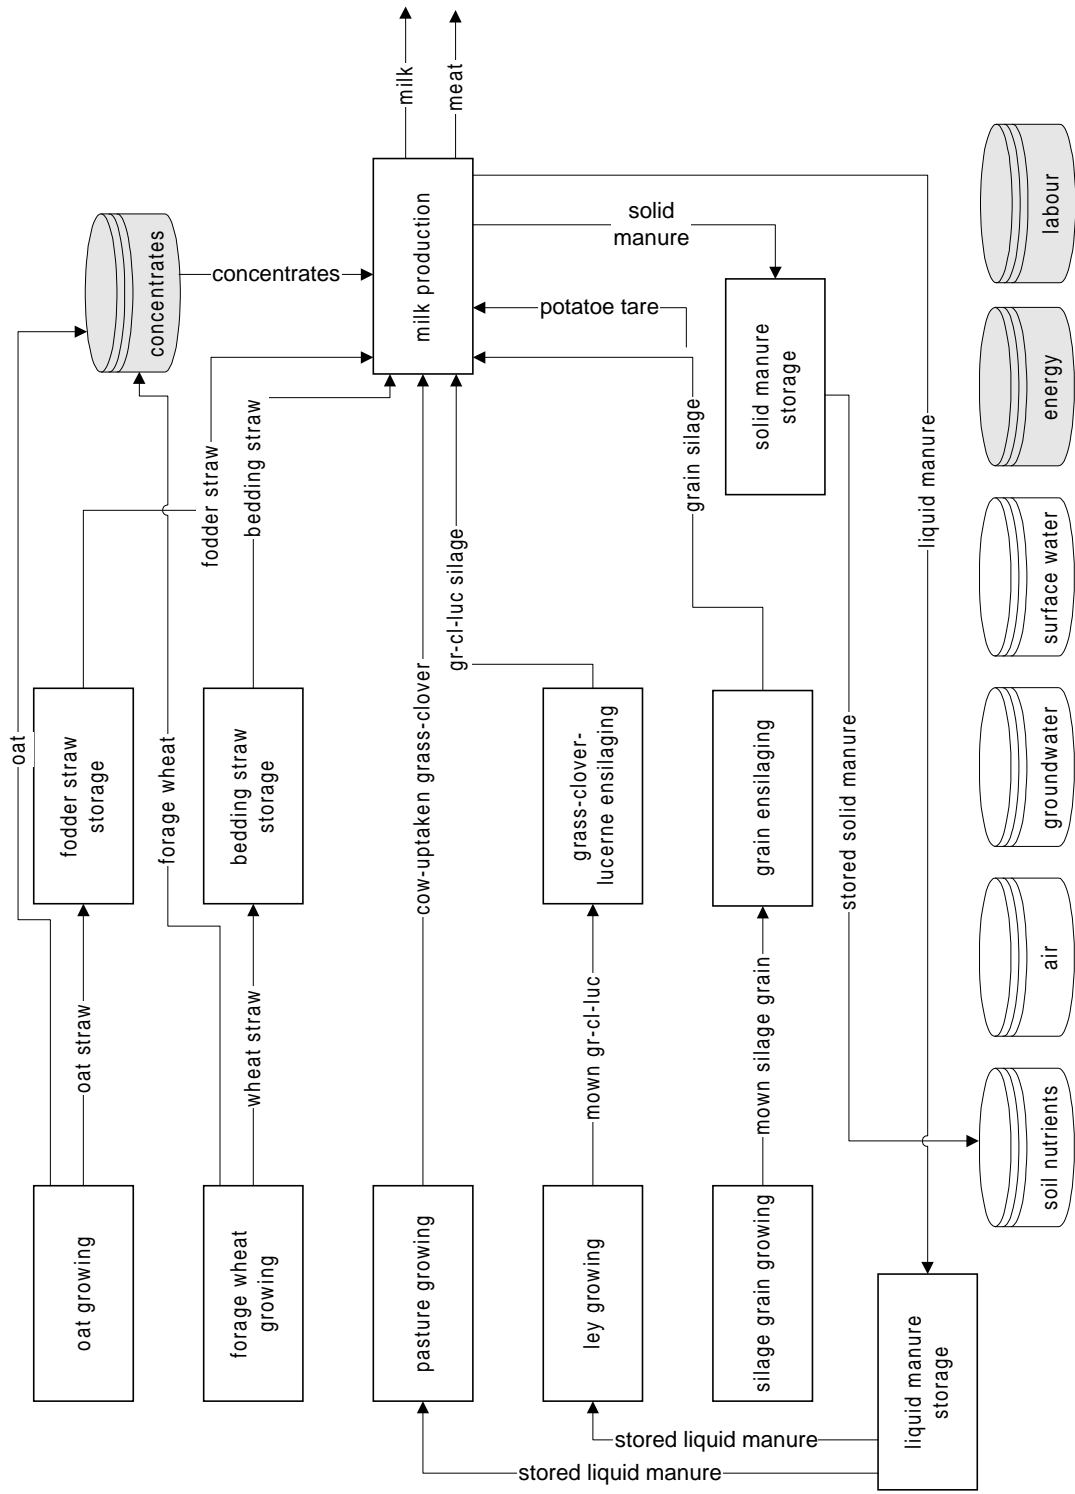 milk
meat
concentrates
concentrates
milk production
solid
manure
potatoe tare
labour
energy
solid manure
storage
fodder straw
bedding straw
gr-cl-luc silage
grain silage
liquid manure
surface water
oat
fodder straw
storage
forage wheat
bedding straw
storage
cow-uptaken grass-clover
grass-clover-
lucerne ensilaging
grain ensilaging
stored solid manure
groundwater
air
oat straw
wheat straw
mown gr-cl-luc
mown silage grain
soil nutrients
oat growing
forage wheat
growing
pasture growing
ley growing
silage grain growing
liquid manure
storage
stored liquid manure
stored liquid manure